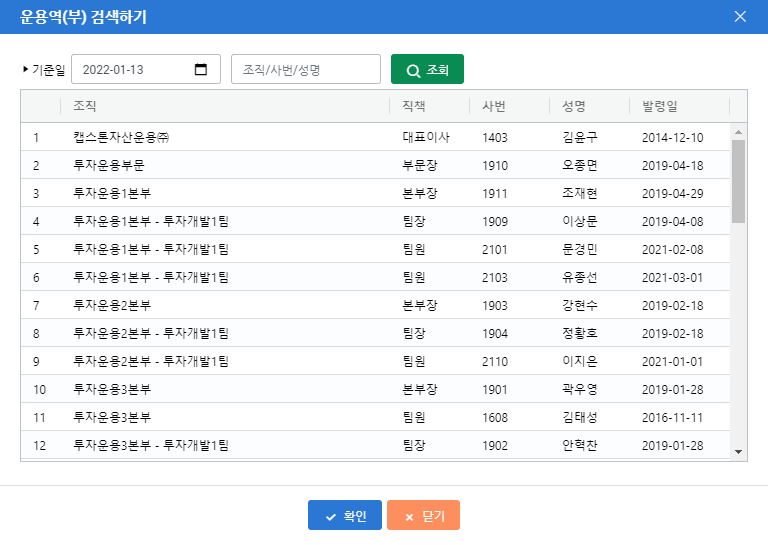 운용역(부) 검색하기
기준일 2022-01-13 조직/사번/성명 조회
조직 직책 사번 성명 발령일
1 캡스톤자산운용㈜ 대표이사 1403 김윤구 2014-12-10
2 투자운용부문 부문장 1910 오종면 2019-04-18
3 투자운용1본부 본부장 1911 조재현 2019-04-29
4 투자운용1본부 - 투자개발1팀 팀장 1909 이상문 2019-04-08
5 투자운용1본부 - 투자개발1팀 팀원 2101 문경민 2021-02-08
6 투자운용1본부 - 투자개발1팀 팀원 2103 유종선 2021-03-01
7 투자운용2본부 본부장 1903 강현수 2019-02-18
8 투자운용2본부 - 투자개발1팀 팀장 1904 정황호 2019-02-18
9 투자운용2본부 - 투자개발1팀 팀원 2110 이지은 2021-01-01
10 투자운용3본부 본부장 1901 곽우영 2019-01-28
11 투자운용3본부 팀원 1608 김태성 2016-11-11
12 투자운용3본부 - 투자개발1팀 팀장 1902 안혁찬 2019-01-28
확인 닫기